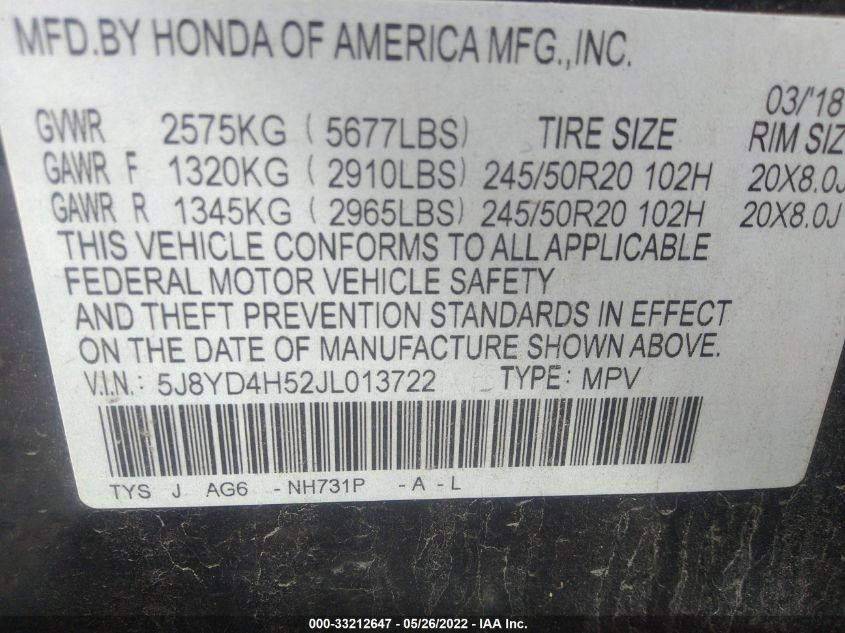 MFD.BY HONDA OF AMERICA MFG.,INC.
03/'18
GVWR 2575KG ( 5677LBS) TIRE SIZE RIM SIZ
GAWR F 1320KG ( 2910LBS) 245/50R20 102H 20X8.0J
GAWR R 1345KG ( 2965LBS) 245/50R20 102H 20X8.0J
THIS VEHICLE CONFORMS TO ALL APPLICABLE
FEDERAL MOTOR VEHICLE SAFETY
AND THEFT PREVENTION STANDARDS IN EFFECT
ON THE DATE OF MANUFACTURE SHOWN ABOVE.
V.I.N.: 5J8YD4H52JL013722 TYPE: MPV
TYS J AG6 - NH731P - A - L
000-33212647 - 05/26/2022 - IAA Inc.